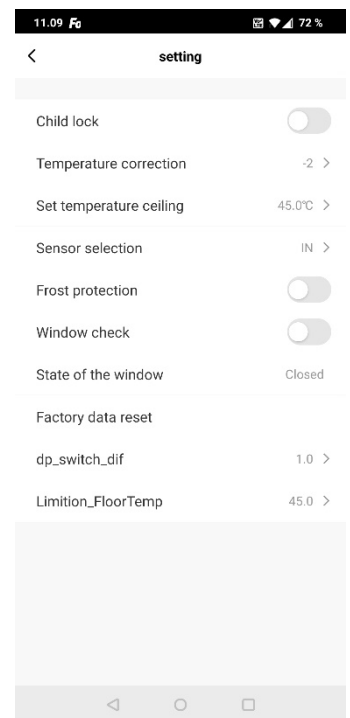 11.09 Fo 72 %
setting
Child lock
Temperature correction -2 >
Set temperature ceiling 45.0℃ >
Sensor selection IN >
Frost protection
Window check
State of the window Closed
Factory data reset
dp_switch_dif 1.0 >
Limition_FloorTemp 45.0 >